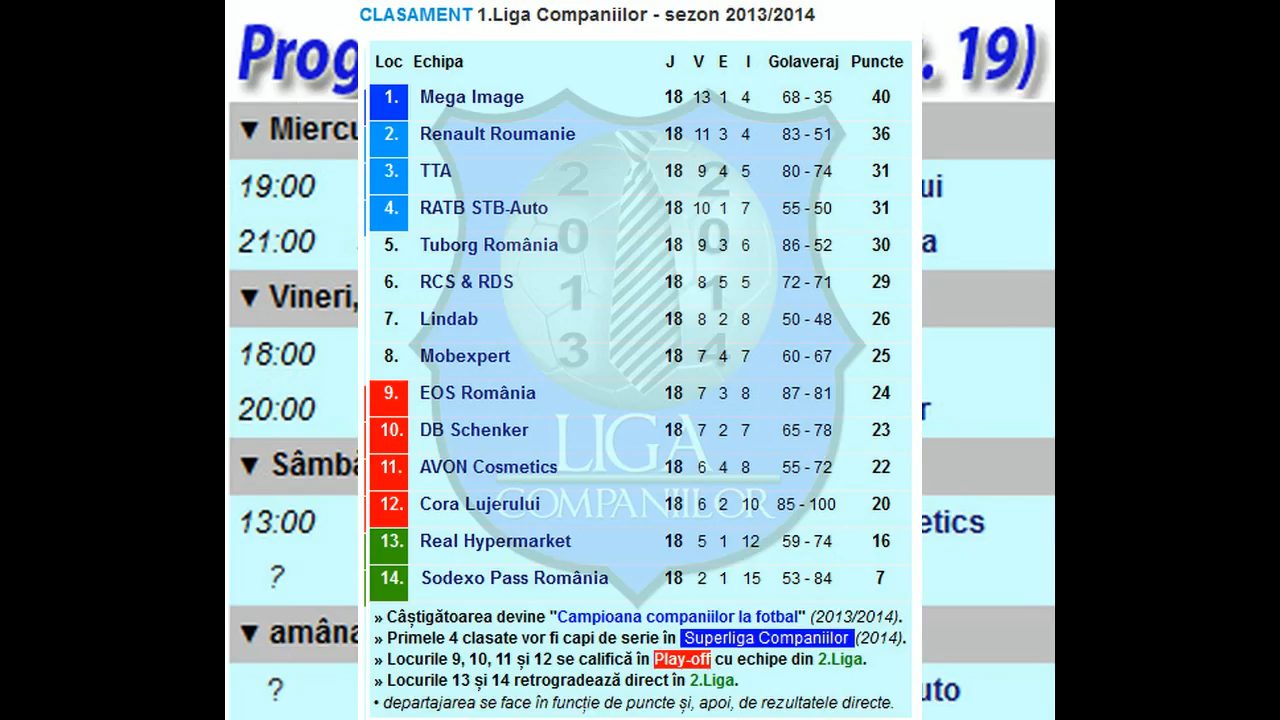 CLASAMENT 1.Liga Companiilor - sezon 2013/2014
Prog . 19)
Loc Echipa J V E I Golaveraj Puncte
1. Mega Image 18 13 1 4 68 - 35 40
2. Renault Roumanie 18 11 3 4 83 - 51 36
3. TTA 18 9 4 5 80 - 74 31
4. RATB STB-Auto 18 10 1 7 55 - 50 31
5. Tuborg România 18 9 3 6 86 - 52 30
6. RCS & RDS 18 8 5 5 72 - 71 29
7. Lindab 18 8 2 8 50 - 48 26
8. Mobexpert 18 7 4 7 60 - 67 25
9. EOS România 18 7 3 8 87 - 81 24
10. DB Schenker 18 7 2 7 65 - 78 23
11. AVON Cosmetics 18 6 4 8 55 - 72 22
12. Cora Lujerului 18 6 2 10 85 - 100 20
13. Real Hypermarket 18 5 1 12 59 - 74 16
14. Sodexo Pass România 18 2 1 15 53 - 84 7
» Câștigătoarea devine "Campioana companiilor la fotbal" (2013/2014).
» Primele 4 clasate vor fi capi de serie în Superliga Companiilor (2014).
» Locurile 9, 10, 11 și 12 se califică în Play-off cu echipe din 2.Liga.
» Locurile 13 și 14 retrogradează direct în 2.Liga.
• departajarea se face în funcție de puncte și, apoi, de rezultatele directe.
2013 2014
LIGA
COMPANIILOR
▼ Miercu
19:00 ui
21:00 a
▼ Vineri,
18:00
20:00 r
▼ Sâmbă
13:00 etics
?
▼ amâna
? uto